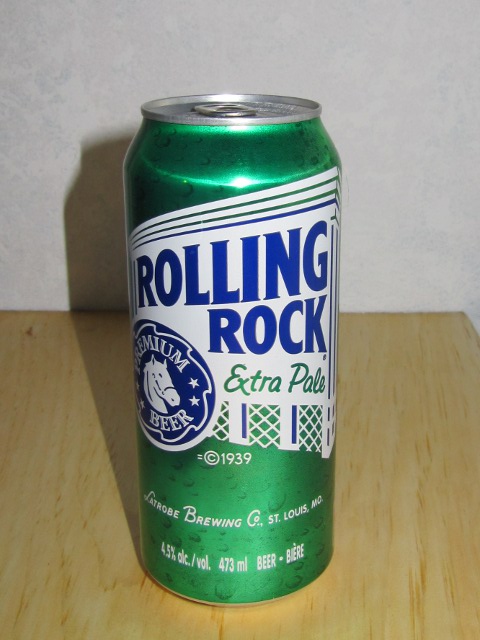 ROLLING
ROCK®
Extra Pale
PREMIUM
BEER
=©1939
LATROBE BREWING CO., ST. LOUIS, MO.
4.5% alc./vol. 473 ml BEER - BIÈRE